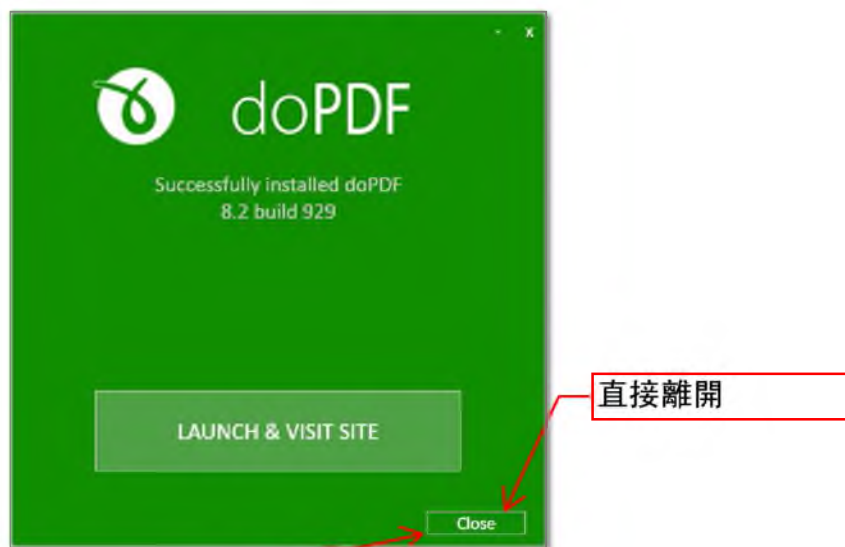 - X
doPDF
Successfully installed doPDF
8.2 build 929
LAUNCH & VISIT SITE
直接離開
Close